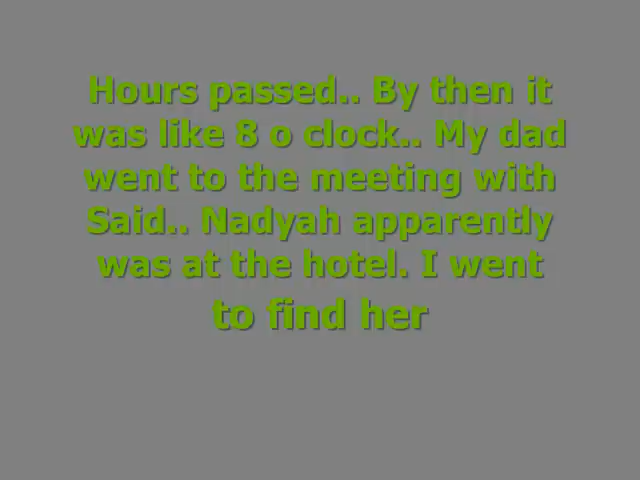 Hours passed.. By then it
was like 8 o clock.. My dad
went to the meeting with
Said.. Nadyah apparently
was at the hotel. I went
to find her